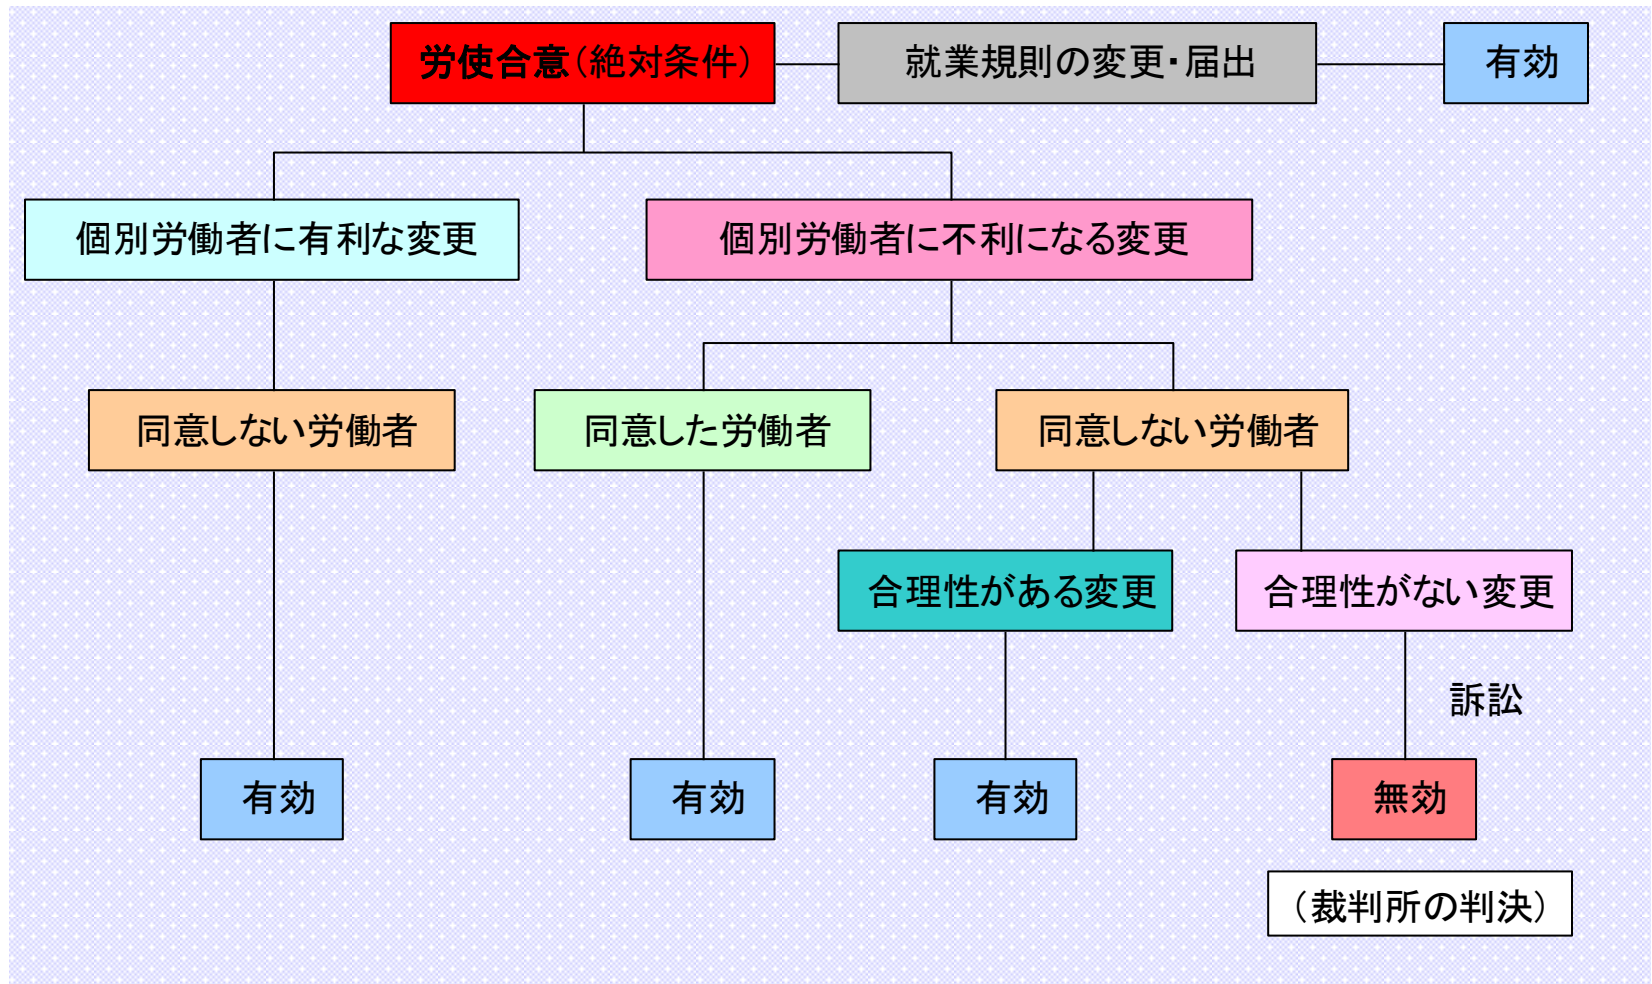 労使合意(絶対条件)
就業規則の変更・届出
有効
個別労働者に有利な変更
個別労働者に不利になる変更
同意しない労働者
同意した労働者
同意しない労働者
合理性がある変更
合理性がない変更
訴訟
有効
有効
有効
無効
(裁判所の判決)